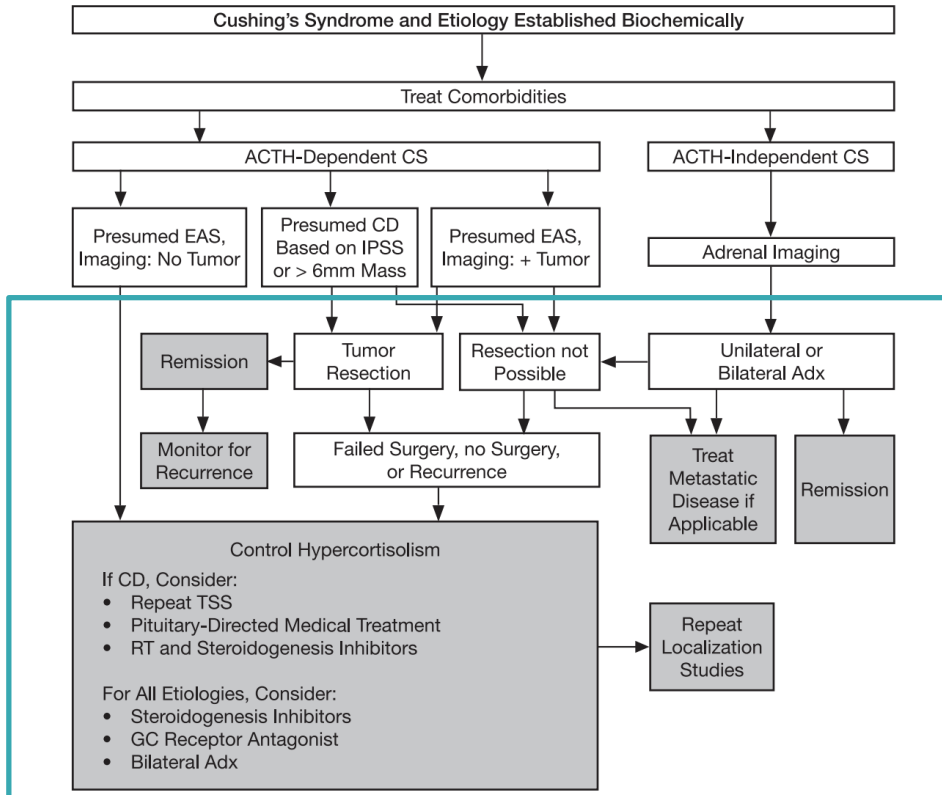 Cushing's Syndrome and Etiology Established Biochemically
Treat Comorbidities
ACTH-Dependent CS
ACTH-Independent CS
Presumed EAS,
Imaging: No Tumor
Presumed CD
Based on IPSS
or > 6mm Mass
Presumed EAS,
Imaging: + Tumor
Adrenal Imaging
Remission
Tumor
Resection
Resection not
Possible
Unilateral or
Bilateral Adx
Monitor for
Recurrence
Failed Surgery, no Surgery,
or Recurrence
Treat
Metastatic
Disease if
Applicable
Remission
Control Hypercortisolism
If CD, Consider:
• Repeat TSS
• Pituitary-Directed Medical Treatment
• RT and Steroidogenesis Inhibitors
For All Etiologies, Consider:
• Steroidogenesis Inhibitors
• GC Receptor Antagonist
• Bilateral Adx
Repeat
Localization
Studies